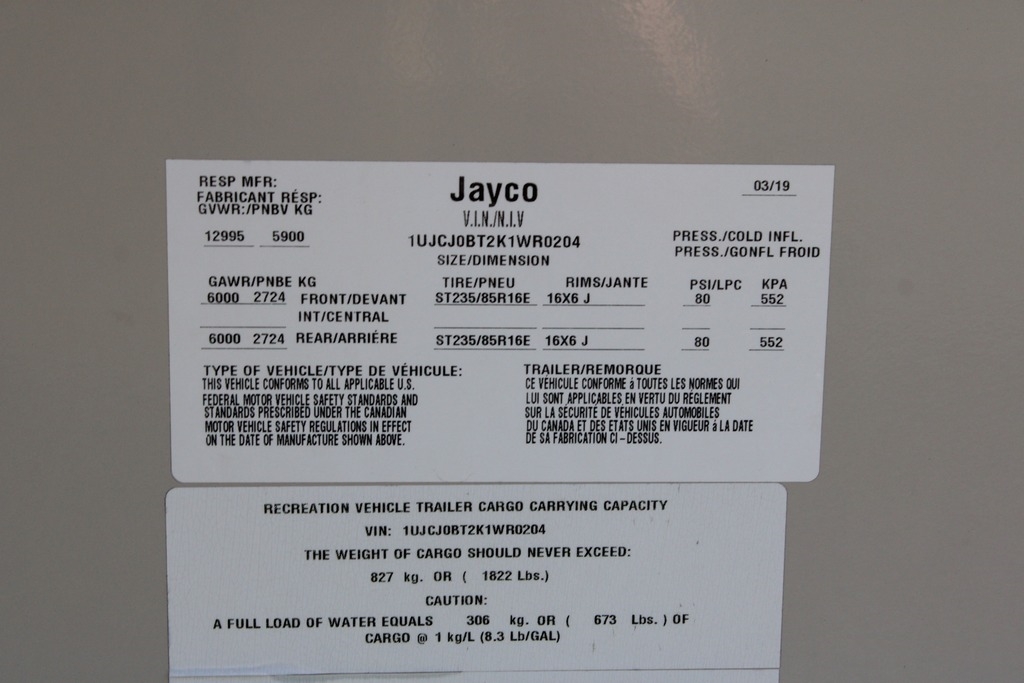 RESP MFR:
FABRICANT RÉSP:
GVWR:/PNBV KG
Jayco
03/19
V.I.N./N.I.V
12995 5900
1UJCJ0BT2K1WR0204
PRESS./COLD INFL.
SIZE/DIMENSION
PRESS./GONFL FROID
GAWR/PNBE KG TIRE/PNEU RIMS/JANTE PSI/LPC KPA
6000 2724 FRONT/DEVANT ST235/85R16E 16X6 J 80 552
INT/CENTRAL
6000 2724 REAR/ARRIÉRE ST235/85R16E 16X6 J 80 552
TYPE OF VEHICLE/TYPE DE VÉHICULE:
THIS VEHICLE CONFORMS TO ALL APPLICABLE U.S.
FEDERAL MOTOR VEHICLE SAFETY STANDARDS AND
STANDARDS PRESCRIBED UNDER THE CANADIAN
MOTOR VEHICLE SAFETY REGULATIONS IN EFFECT
ON THE DATE OF MANUFACTURE SHOWN ABOVE.
TRAILER/REMORQUE
CE VÉHICULE CONFORME à TOUTES LES NORMES QUI
LUI SONT APPLICABLES EN VERTU DU RÉGLEMENT
SUR LA SÉCURITÉ DE VÉHICULES AUTOMOBILES
DU CANADA ET DES ÉTATS UNIS EN VIGUEUR à LA DATE
DE SA FABRICATION CI-DESSUS.
RECREATION VEHICLE TRAILER CARGO CARRYING CAPACITY
VIN: 1UJCJ0BT2K1WR0204
THE WEIGHT OF CARGO SHOULD NEVER EXCEED:
827 kg. OR ( 1822 Lbs.)
CAUTION:
A FULL LOAD OF WATER EQUALS 306 kg. OR ( 673 Lbs. ) OF
CARGO @ 1 kg/L (8.3 Lb/GAL)